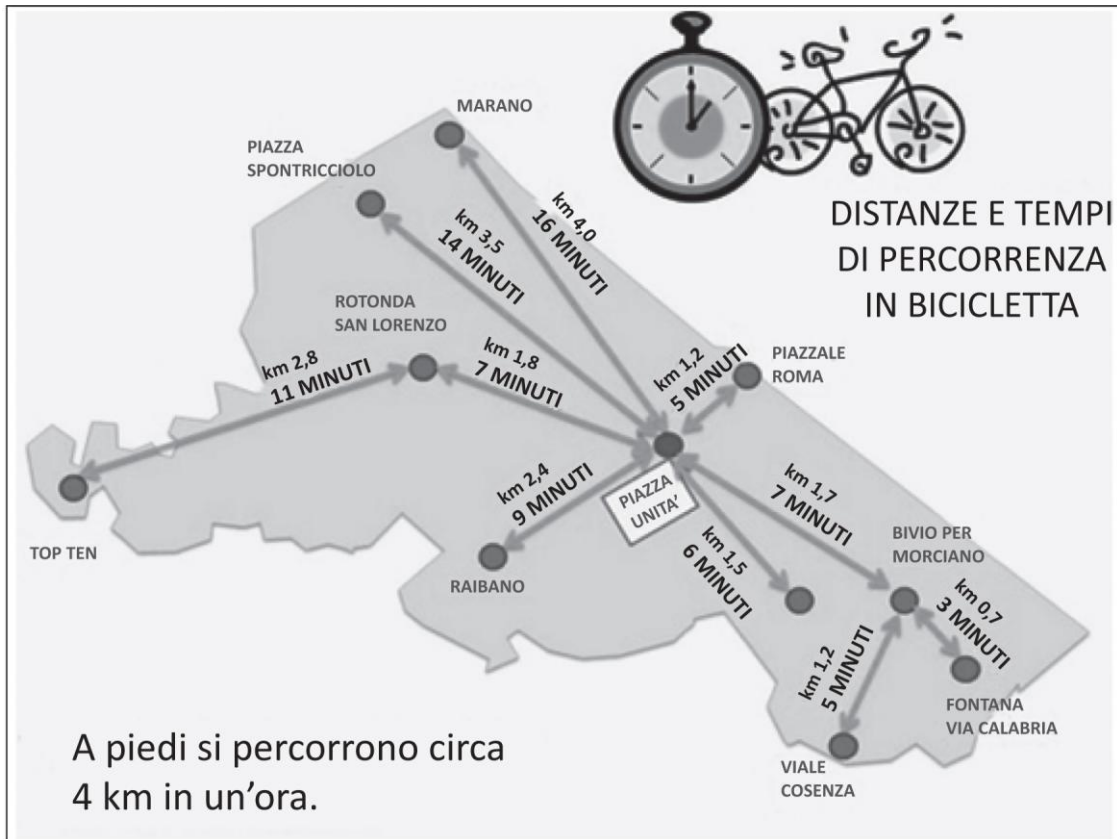 MARANO
PIAZZA
SPONTRICCIOLO
DISTANZE E TEMPI
DI PERCORRENZA
IN BICICLETTA
km 4,0
16 MINUTI
km 3,5
14 MINUTI
ROTONDA
SAN LORENZO
km 2,8
11 MINUTI
km 1,8
7 MINUTI
km 1,2
5 MINUTI
PIAZZALE
ROMA
km 2,4
9 MINUTI
PIAZZA
UNITA’
km 1,7
7 MINUTI
TOP TEN
RAIBANO
km 1,5
6 MINUTI
BIVIO PER
MORCIANO
km 0,7
3 MINUTI
km 1,2
5 MINUTI
FONTANA
VIA CALABRIA
VIALE
COSENZA
A piedi si percorrono circa
4 km in un’ora.